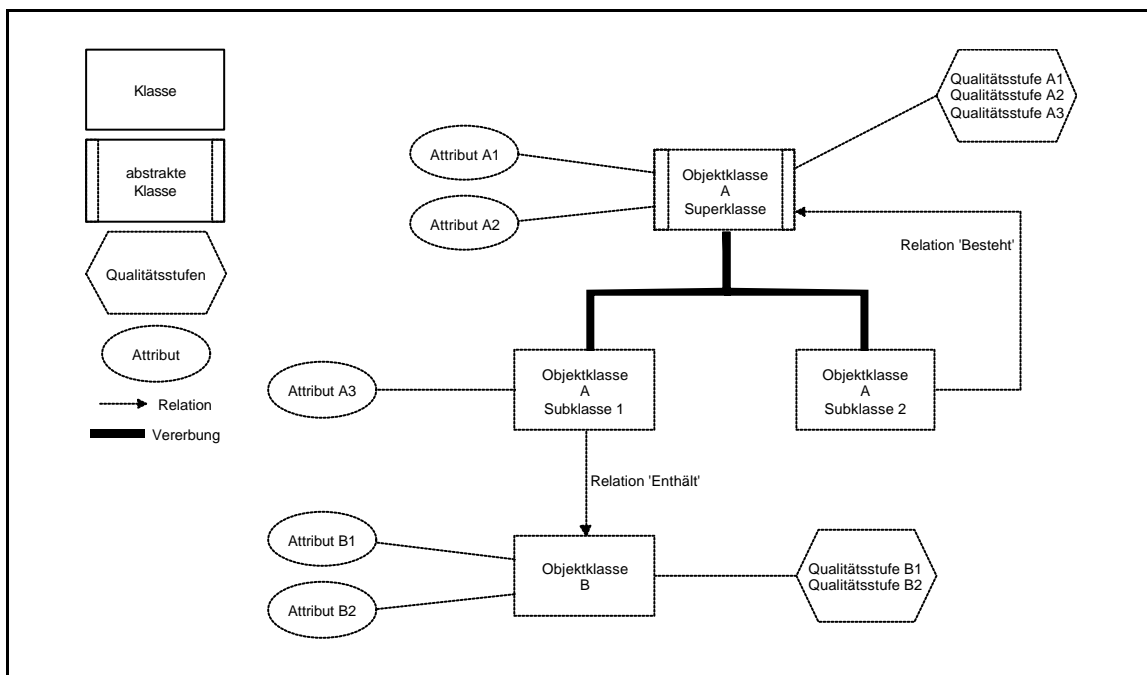 Klasse
abstrakte
Klasse
Qualitätsstufen
Attribut
Relation
Vererbung
Qualitätsstufe A1
Qualitätsstufe A2
Qualitätsstufe A3
Attribut A1
Attribut A2
Objektklasse
A
Superklasse
Relation 'Besteht'
Attribut A3
Objektklasse
A
Subklasse 1
Objektklasse
A
Subklasse 2
Relation 'Enthält'
Attribut B1
Attribut B2
Objektklasse
B
Qualitätsstufe B1
Qualitätsstufe B2